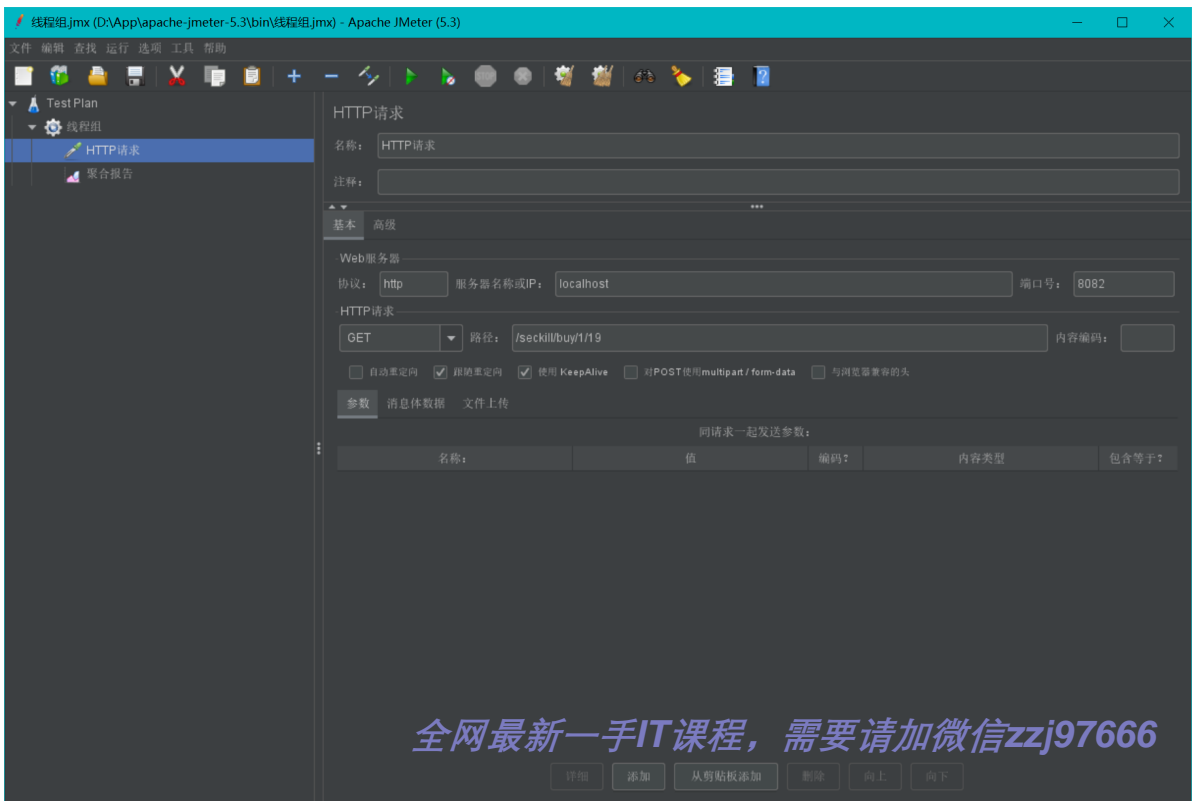 线程组.jmx (D:\App\apache-jmeter-5.3\bin\线程组.jmx) - Apache JMeter (5.3)
文件 编辑 查找 运行 选项 工具 帮助
STOP
Test Plan
线程组
HTTP请求
聚合报告
HTTP请求
名称： HTTP请求
注释：
基本 高级
Web服务器
协议： http 服务器名称或IP： localhost 端口号： 8082
HTTP请求
GET 路径： /seckill/buy/1/19 内容编码：
自动重定向 跟随重定向 使用 KeepAlive 对POST使用multipart / form-data 与浏览器兼容的头
参数 消息体数据 文件上传
同请求一起发送参数：
名称： 值 编码? 内容类型 包含等于?
全网最新一手IT课程，需要请加微信zzj97666
详细 添加 从剪贴板添加 删除 向上 向下